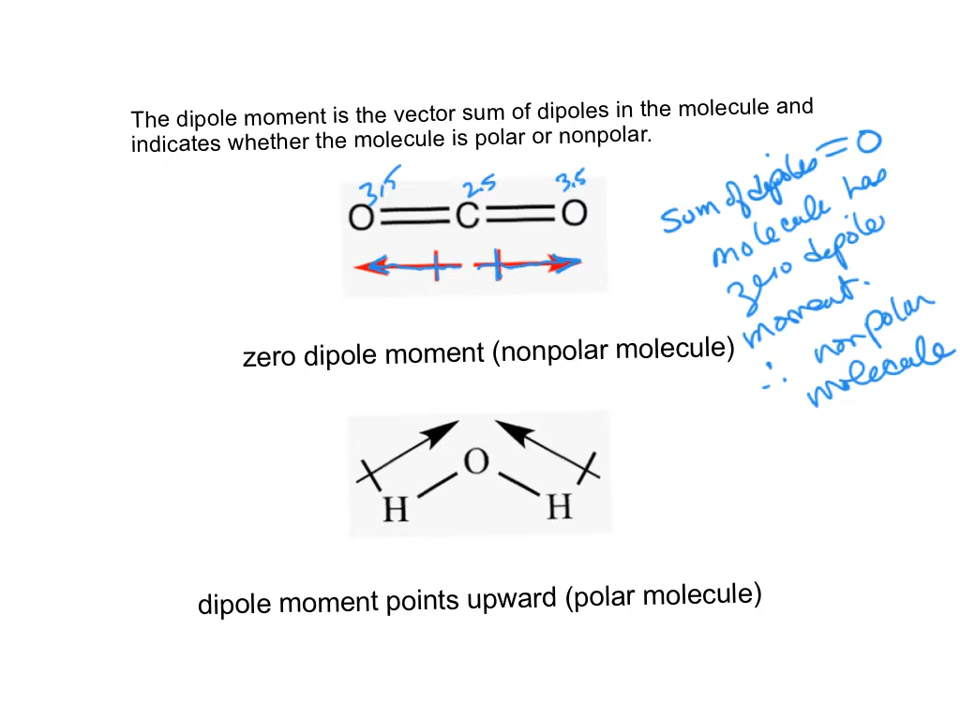 The dipole moment is the vector sum of dipoles in the molecule and
indicates whether the molecule is polar or nonpolar.
3.5 2.5 3.5
O=C=O
Sum of dipoles = 0
molecule has
zero dipole
moment.
∴ nonpolar
molecule
zero dipole moment (nonpolar molecule)
O
H H
dipole moment points upward (polar molecule)